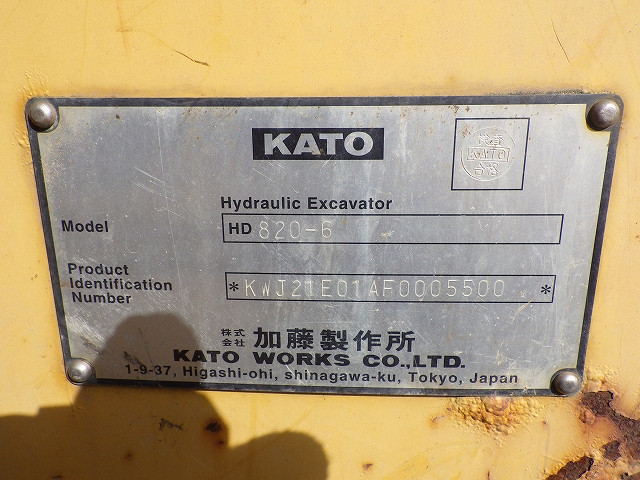 KATO
KATO
Hydraulic Excavator
Model
HD 820-6
Product
Identification
Number
*KWJ21E01AF0005500 *
株式会社 加藤製作所
KATO WORKS CO.,LTD.
1-9-37, Higashi-ohi, shinagawa-ku, Tokyo, Japan